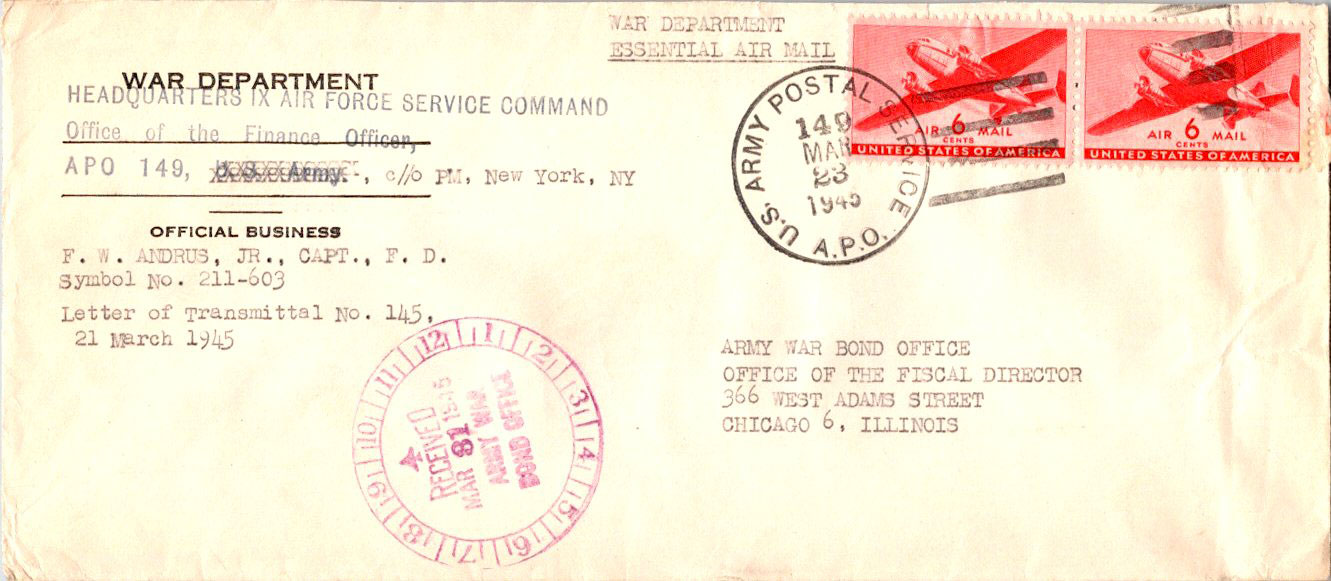 WAR DEPARTMENT
ESSENTIAL AIR MAIL
WAR DEPARTMENT
HEADQUARTERS IX AIR FORCE SERVICE COMMAND
Office of the Finance Officer,
APO 149, U.S. Army. , c//o PM, New York, NY
OFFICIAL BUSINESS
F. W. ANDRUS, JR., CAPT., F. D.
Symbol No. 211-603
Letter of Transmittal No. 145,
21 March 1945
U.S. ARMY POSTAL SERVICE
149
MAR
23
1945
A.P.O.
AIR 6 MAIL
CENTS
UNITED STATES OF AMERICA
AIR 6 MAIL
CENTS
UNITED STATES OF AMERICA
ARMY WAR BOND OFFICE
OFFICE OF THE FISCAL DIRECTOR
366 WEST ADAMS STREET
CHICAGO 6, ILLINOIS
12 1 2 3 4 5 6 7 8 9 10 11
RECEIVED
MAR 31 1945
ARMY WAR
BOND OFFICE